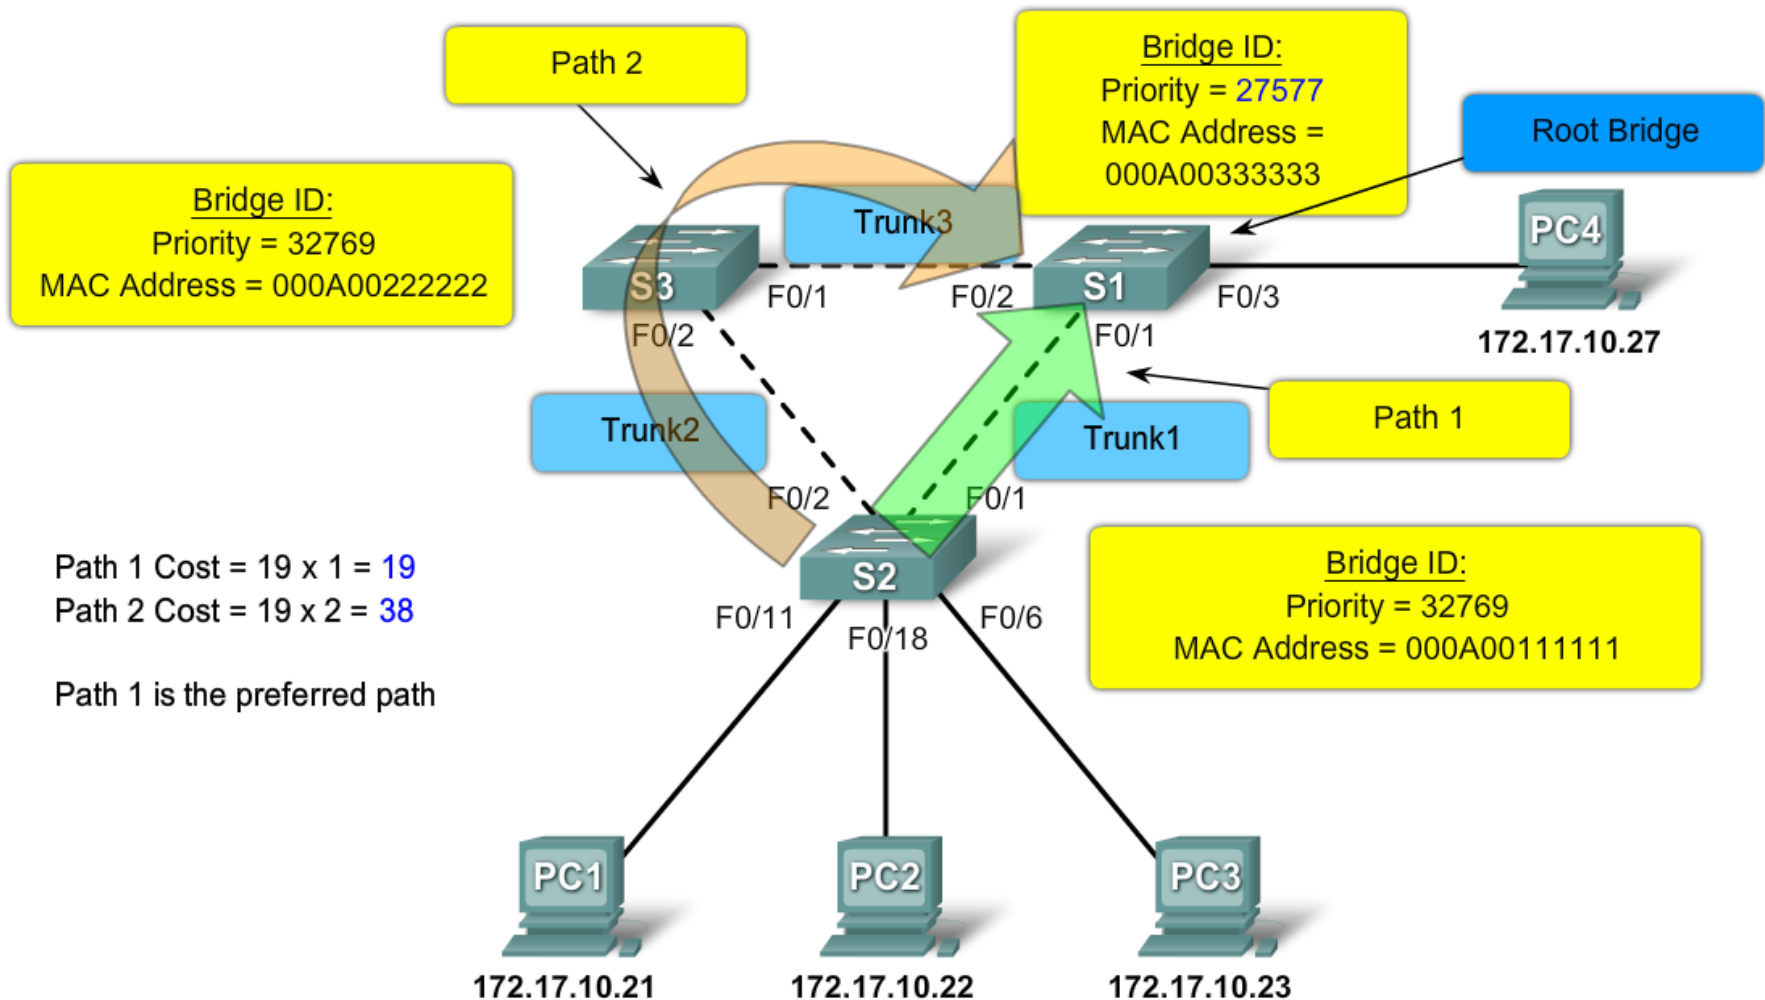 Path 2
Bridge ID:
Priority = 27577
MAC Address =
000A00333333
Root Bridge
Bridge ID:
Priority = 32769
MAC Address = 000A00222222
Trunk3
PC4
S3
F0/1
F0/2
S1
F0/3
F0/2
F0/1
172.17.10.27
Trunk2
Trunk1
Path 1
F0/2
F0/1
Path 1 Cost = 19 x 1 = 19
Path 2 Cost = 19 x 2 = 38
Path 1 is the preferred path
S2
Bridge ID:
Priority = 32769
MAC Address = 000A00111111
F0/11
F0/18
F0/6
PC1
PC2
PC3
172.17.10.21
172.17.10.22
172.17.10.23